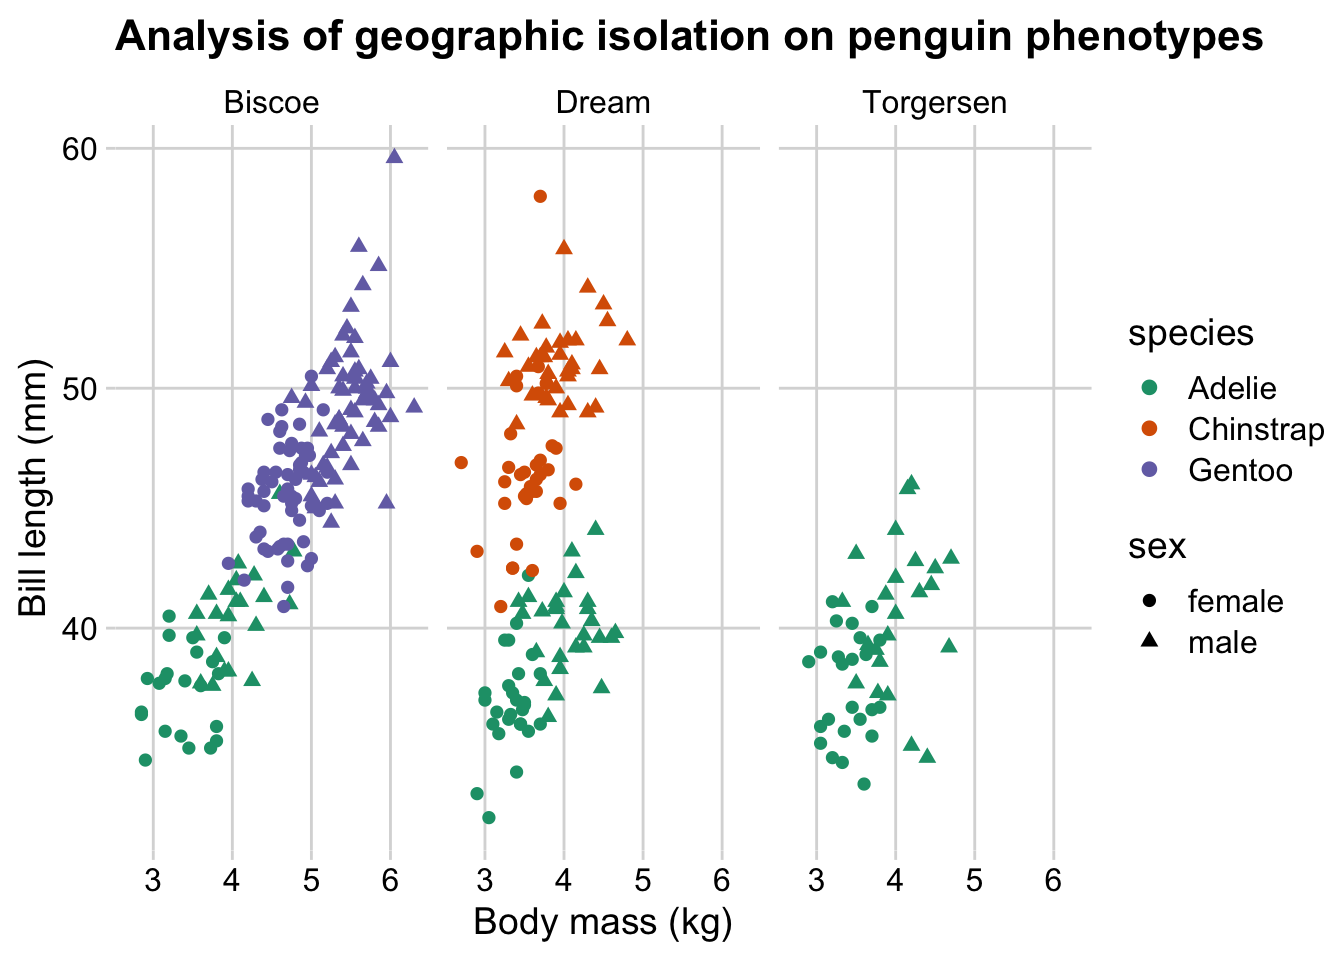 Analysis of geographic isolation on penguin phenotypes
Biscoe Dream Torgersen
60
50
40
Bill length (mm)
3 4 5 6 3 4 5 6 3 4 5 6
Body mass (kg)
species
Adelie
Chinstrap
Gentoo
sex
female
male